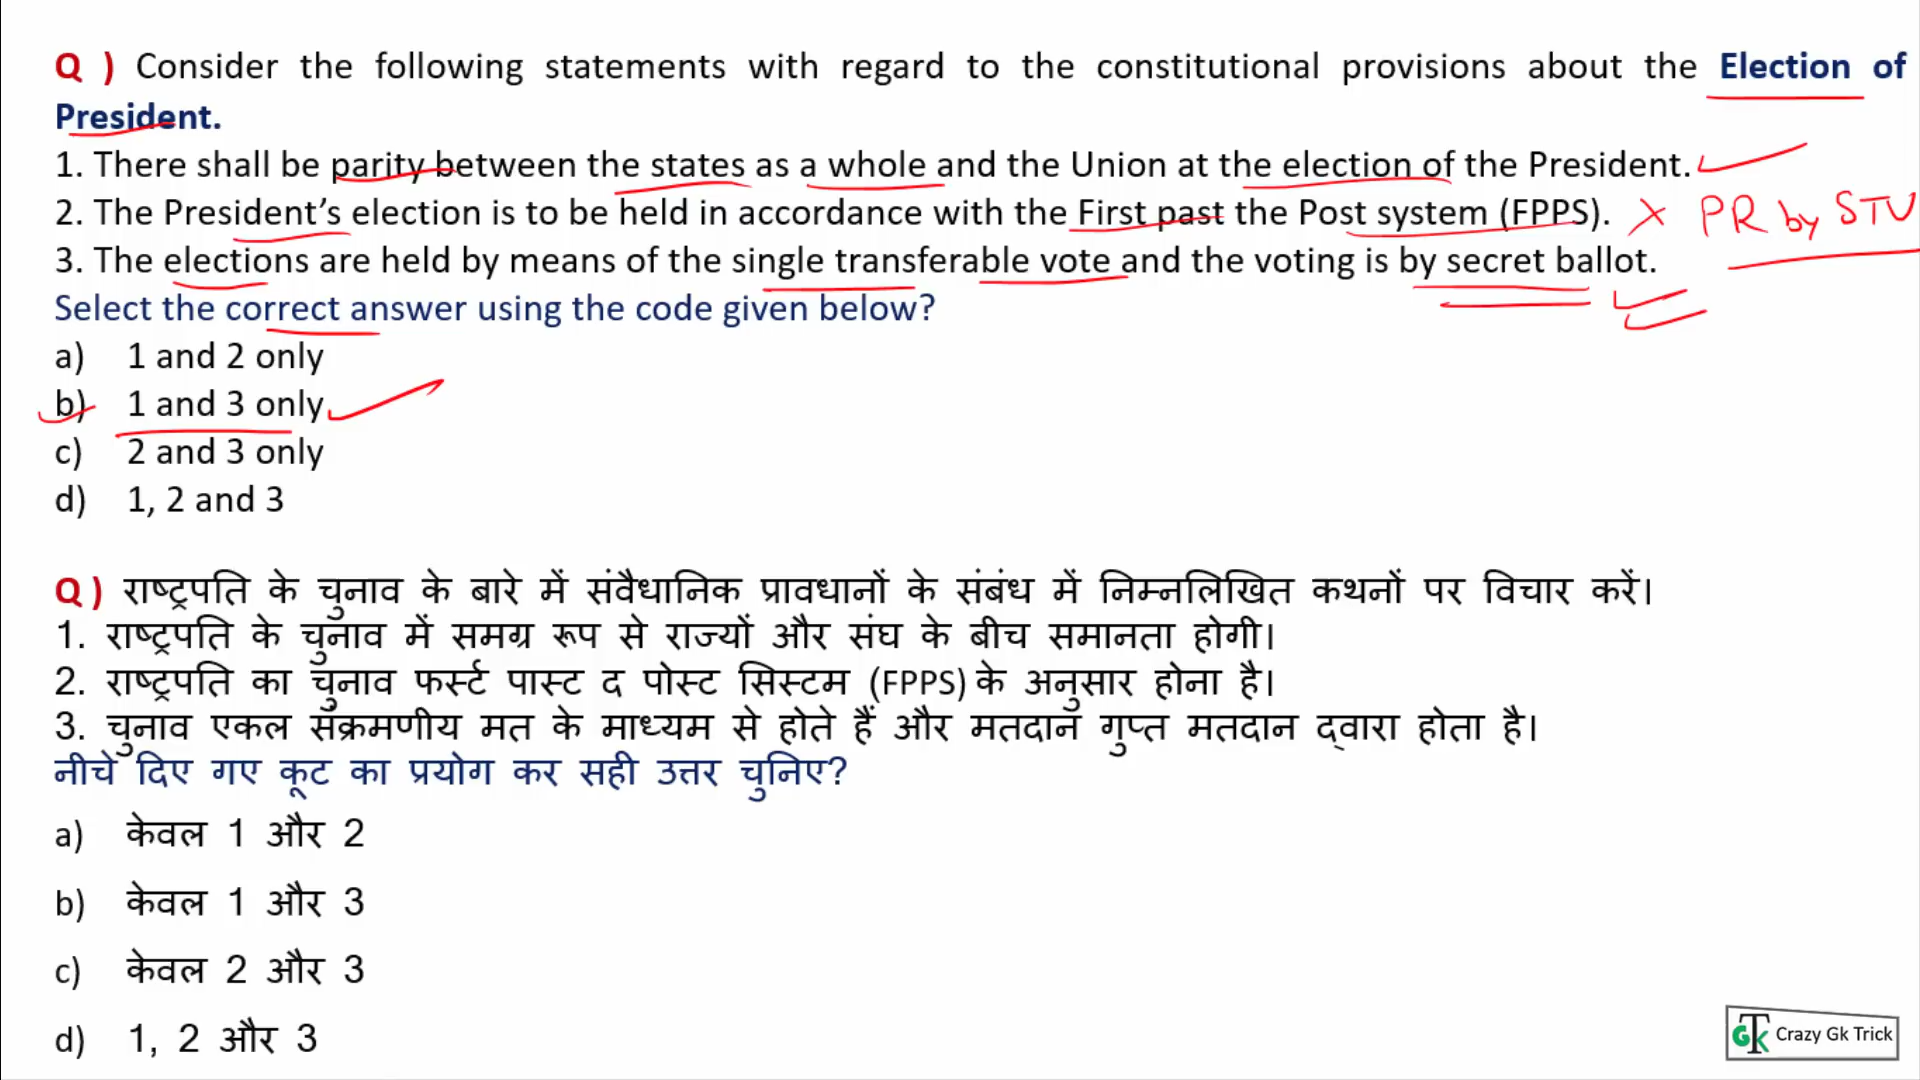 Q ) Consider the following statements with regard to the constitutional provisions about the Election of
President.
1. There shall be parity between the states as a whole and the Union at the election of the President.
2. The President’s election is to be held in accordance with the First past the Post system (FPPS). X PR by STV
3. The elections are held by means of the single transferable vote and the voting is by secret ballot.
Select the correct answer using the code given below?
a) 1 and 2 only
b) 1 and 3 only
c) 2 and 3 only
d) 1, 2 and 3
Q ) राष्ट्रपति के चुनाव के बारे में संवैधानिक प्रावधानों के संबंध में निम्नलिखित कथनों पर विचार करें।
1. राष्ट्रपति के चुनाव में समग्र रूप से राज्यों और संघ के बीच समानता होगी।
2. राष्ट्रपति का चुनाव फर्स्ट पास्ट द पोस्ट सिस्टम (FPPS) के अनुसार होना है।
3. चुनाव एकल संक्रमणीय मत के माध्यम से होते हैं और मतदान गुप्त मतदान द्वारा होता है।
नीचे दिए गए कूट का प्रयोग कर सही उत्तर चुनिए?
a) केवल 1 और 2
b) केवल 1 और 3
c) केवल 2 और 3
d) 1, 2 और 3
GTK Crazy Gk Trick